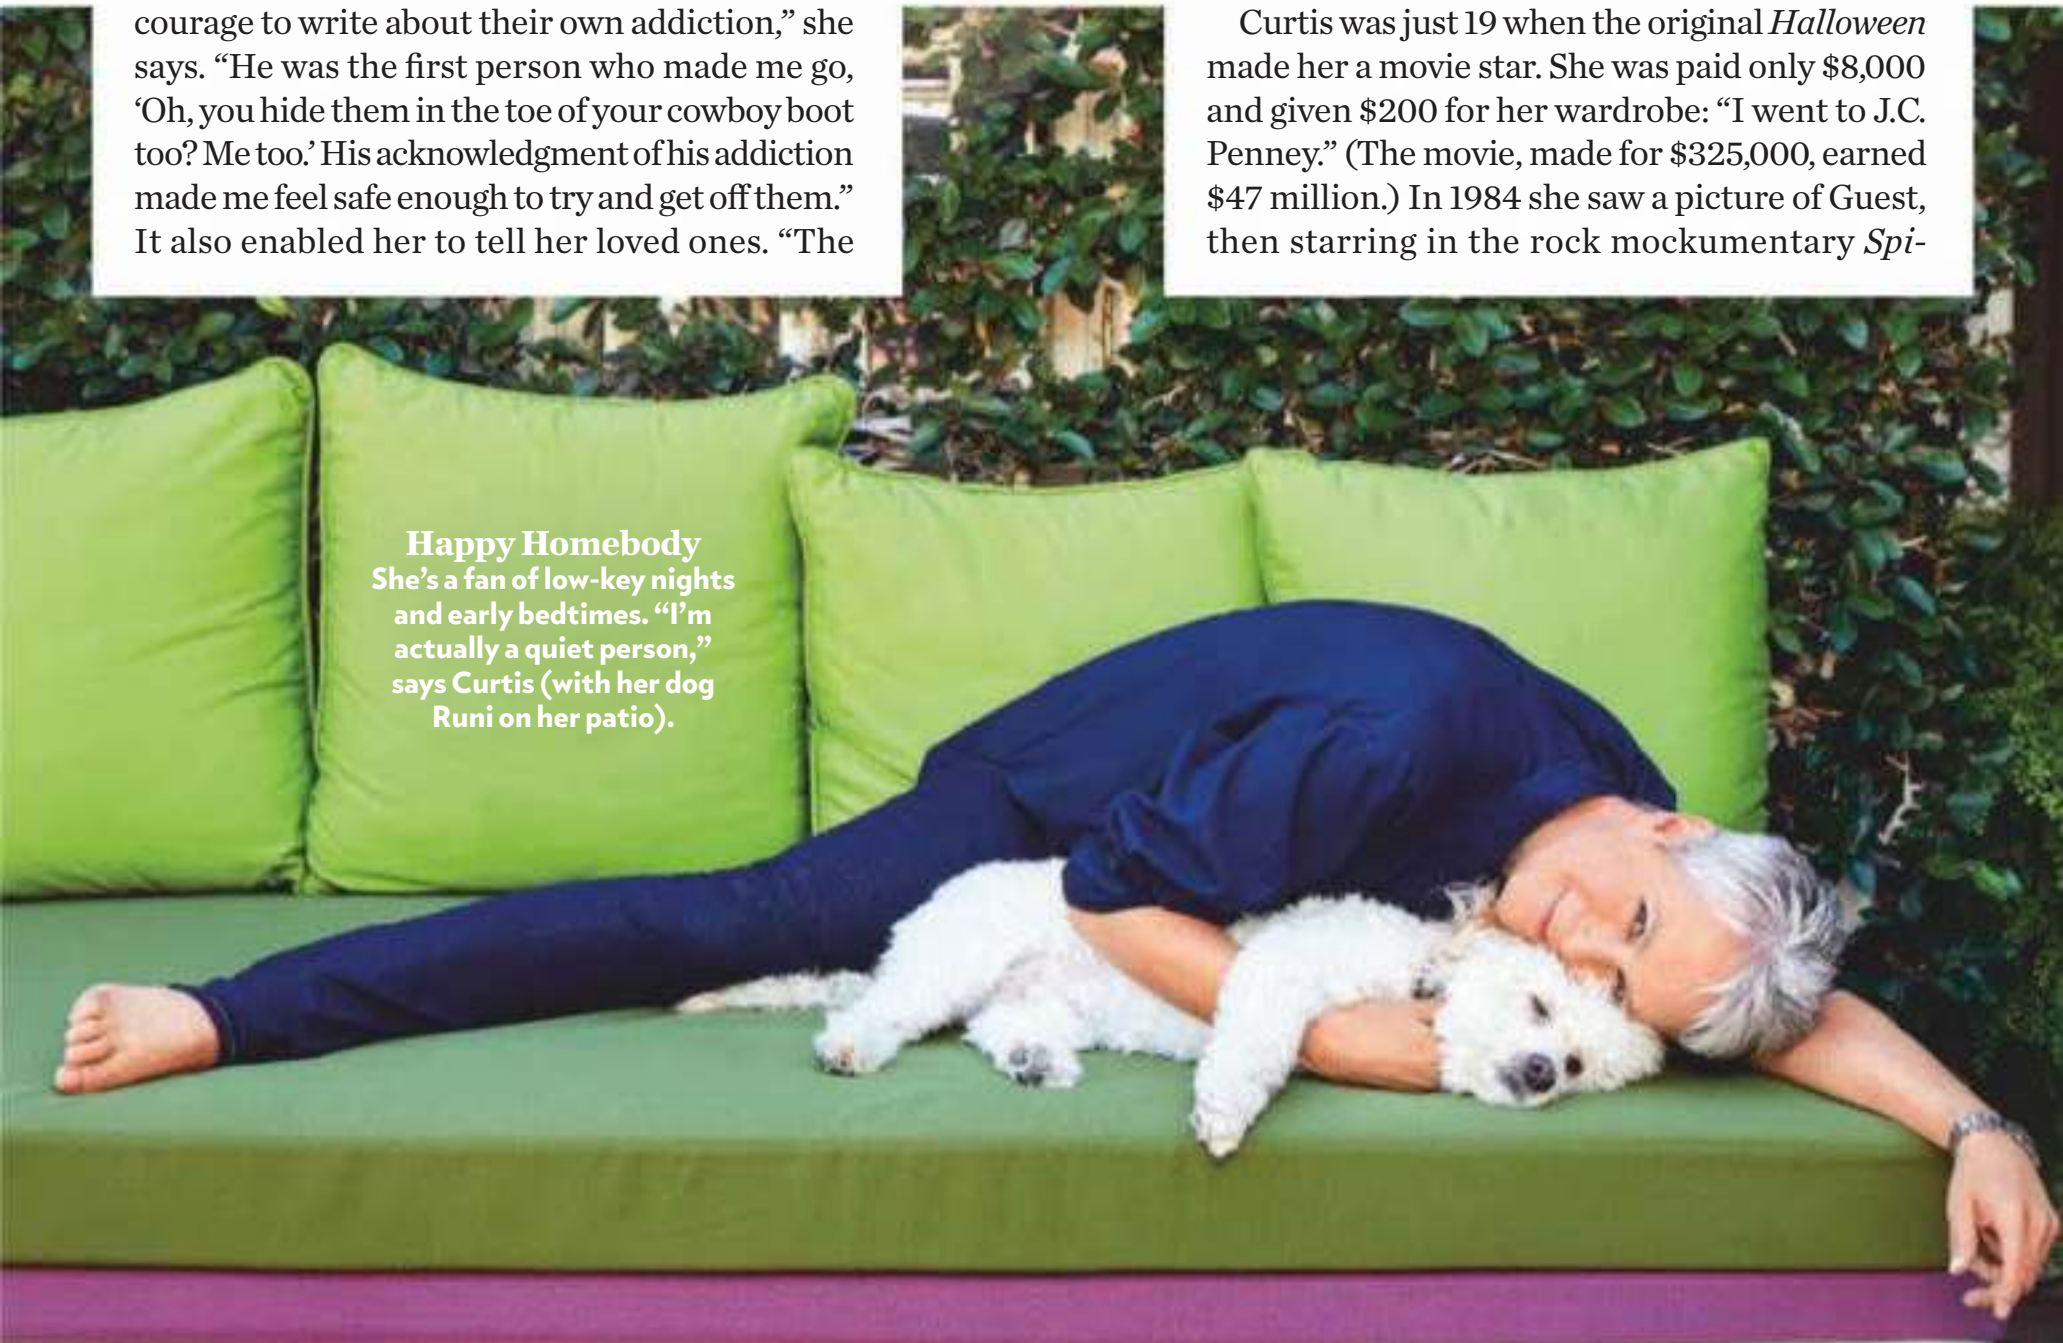 courage to write about their own addiction,” she
says. “He was the first person who made me go,
‘Oh, you hide them in the toe of your cowboy boot
too? Me too.’ His acknowledgment of his addiction
made me feel safe enough to try and get off them.”
It also enabled her to tell her loved ones. “The
Curtis was just 19 when the original Halloween
made her a movie star. She was paid only $8,000
and given $200 for her wardrobe: “I went to J.C.
Penney.” (The movie, made for $325,000, earned
$47 million.) In 1984 she saw a picture of Guest,
then starring in the rock mockumentary Spi-
Happy Homebody
She’s a fan of low-key nights
and early bedtimes. “I’m
actually a quiet person,”
says Curtis (with her dog
Runi on her patio).